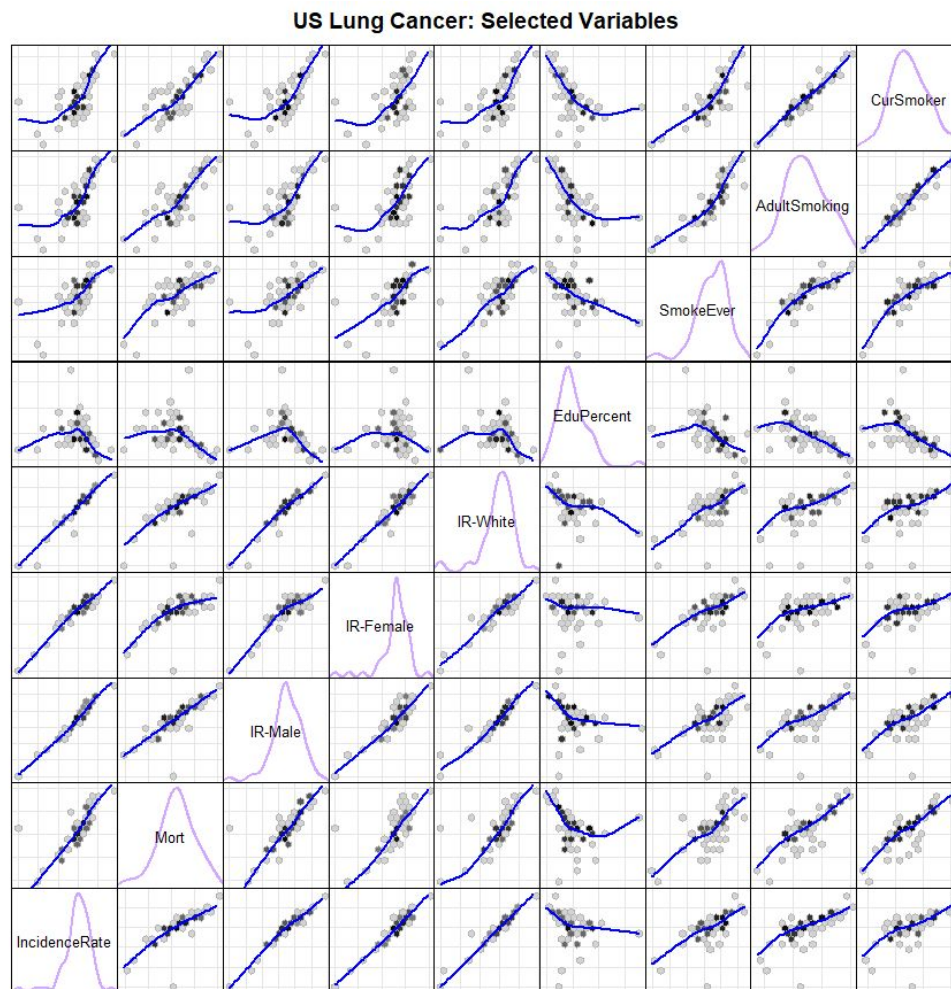 US Lung Cancer: Selected Variables
CurSmoker
AdultSmoking
SmokeEver
EduPercent
IR-White
IR-Female
IR-Male
Mort
IncidenceRate